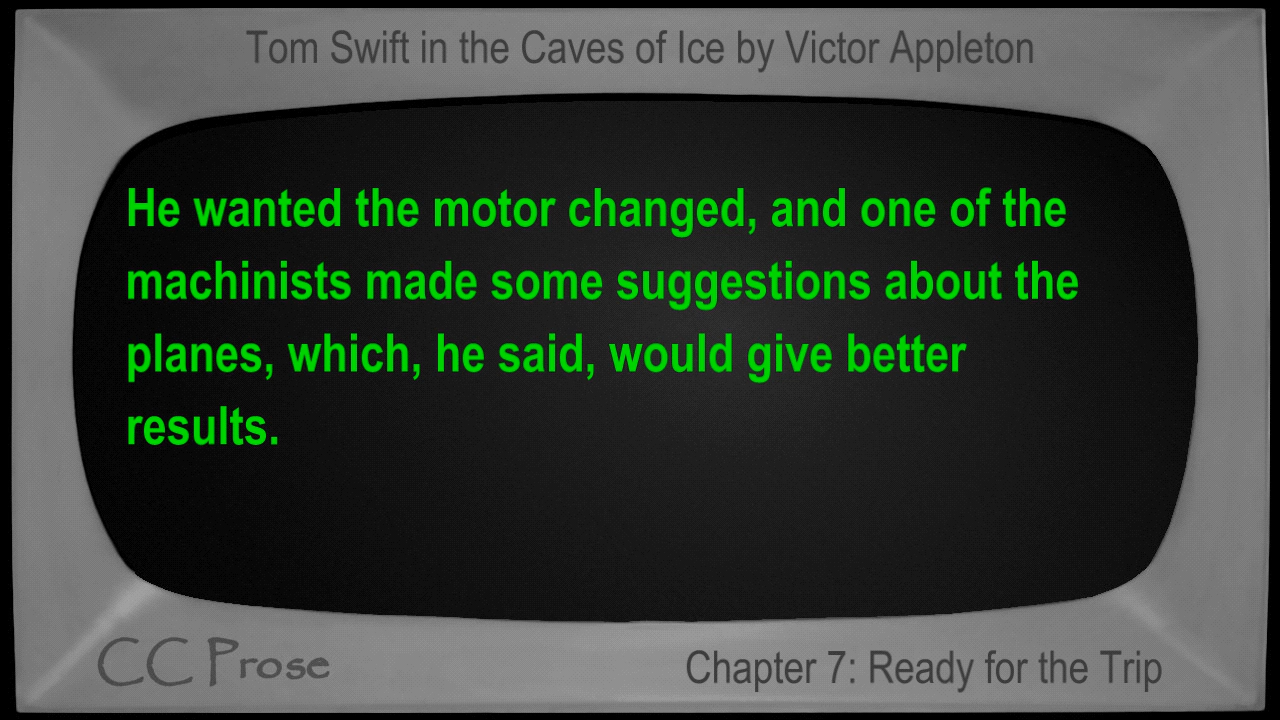 Tom Swift in the Caves of Ice by Victor Appleton
He wanted the motor changed, and one of the
machinists made some suggestions about the
planes, which, he said, would give better
results.
CC Prose
Chapter 7: Ready for the Trip